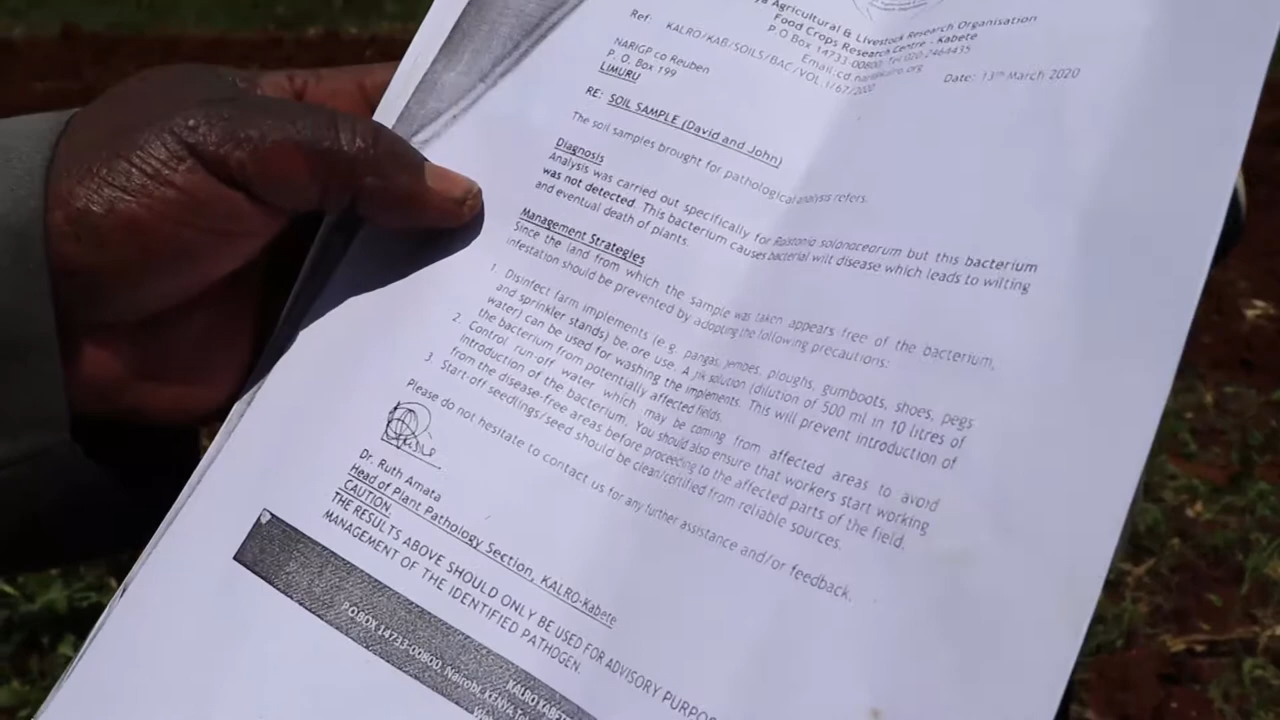 Agricultural & Livestock Research Organisation
Food Crops Research Centre - Kabete
P.O Box 14733-00800, Tel 020-2464435
Ref: KALRO/KAB/SOILS/BAC/VOL.1/67/2020
Date: 13th March 2020
NARIGP co Reuben
P. O. Box 199
LIMURU
RE: SOIL SAMPLE (David and John)
The soil samples brought for pathological analysis refers.
Diagnosis
Analysis was carried out specifically for Ralstonia solonocearum but this bacterium
was not detected. This bacterium causes bacterial wilt disease which leads to wilting
and eventual death of plants.
Management Strategies
Since the land from which the sample was taken appears free of the bacterium,
infestation should be prevented by adopting the following precautions:
1. Disinfect farm implements (e.g. pangas, jembes, ploughs, gumboots, shoes, pegs
and sprinkler stands) before use. A jik solution (dilution of 500 ml in 10 litres of
water) can be used for washing the implements. This will prevent introduction of
the bacterium from potentially affected fields.
2. Control run-off water which may be coming from affected areas to avoid
introduction of the bacterium. You should also ensure that workers start working
from the disease-free areas before proceeding to the affected parts of the field.
3. Start-off seedlings/seed should be clean/certified from reliable sources.
Please do not hesitate to contact us for any further assistance and/or feedback.
Dr. Ruth Amata
Head of Plant Pathology Section, KALRO-Kabete
CAUTION.
THE RESULTS ABOVE SHOULD ONLY BE USED FOR ADVISORY
MANAGEMENT OF THE IDENTIFIED PATHOGEN.
KALRO KABETE
P.O.BOX 14733-00800, Nairobi, KENYA